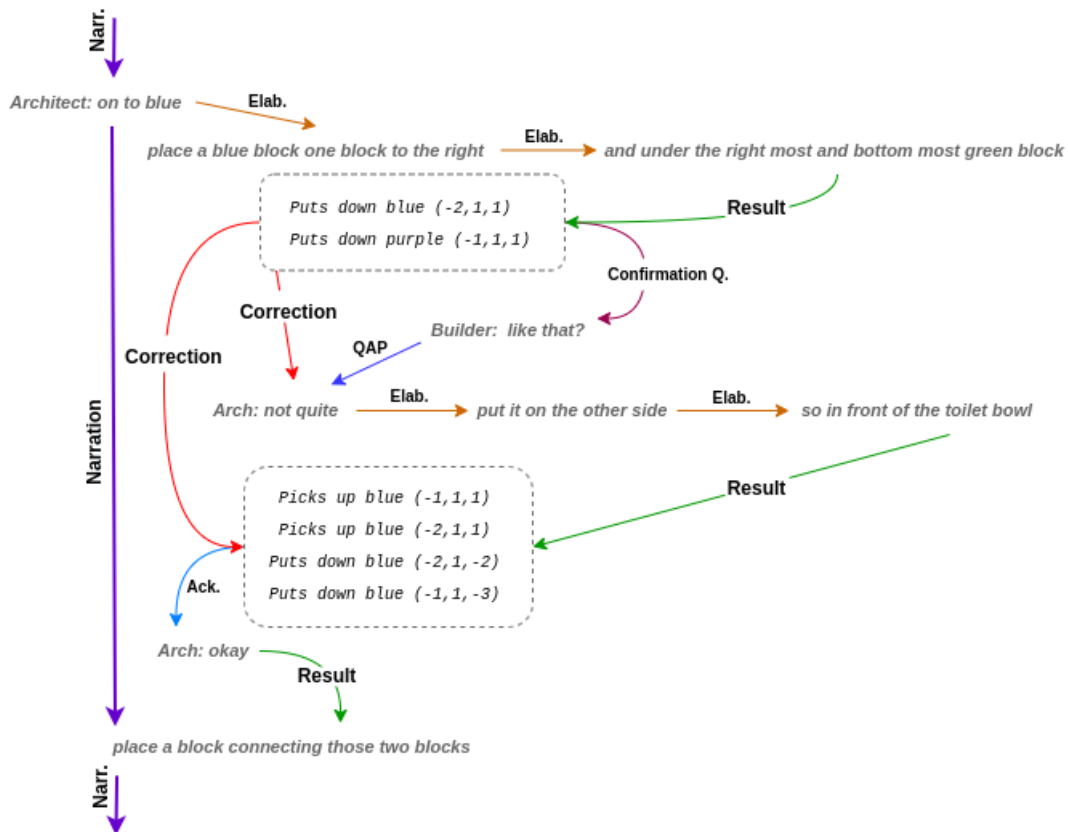 Narr.
Architect: on to blue
Elab.
place a blue block one block to the right
Elab.
and under the right most and bottom most green block
Puts down blue (-2,1,1)
Puts down purple (-1,1,1)
Result
Confirmation Q.
Correction
Builder: like that?
QAP
Correction
Narration
Arch: not quite
Elab.
put it on the other side
Elab.
so in front of the toilet bowl
Result
Picks up blue (-1,1,1)
Picks up blue (-2,1,1)
Puts down blue (-2,1,-2)
Puts down blue (-1,1,-3)
Ack.
Arch: okay
Result
place a block connecting those two blocks
Narr.